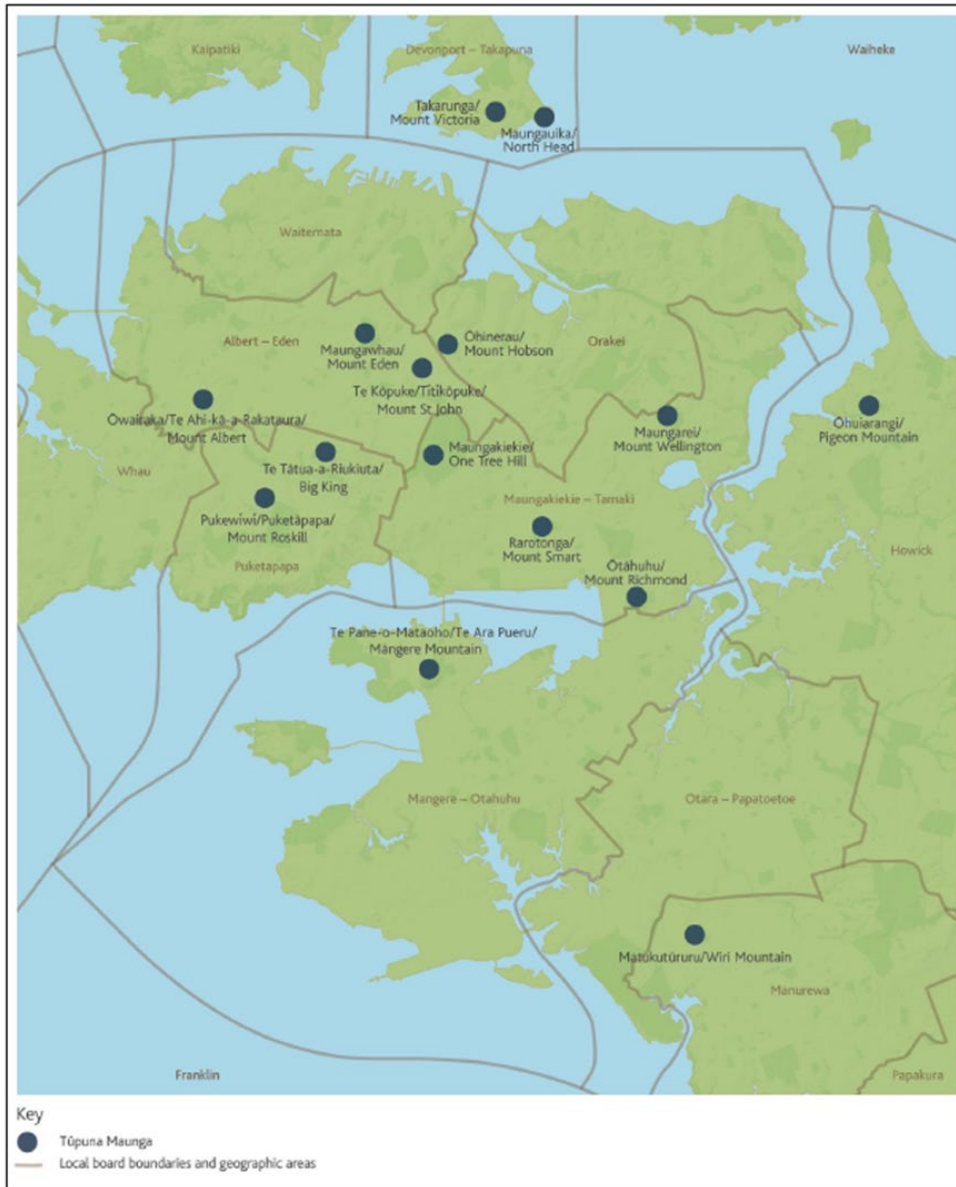 Kaipatiki
Devonport – Takapuna
Waiheke
Takarunga/
Mount Victoria
Maungauika/
North Head
Waitemata
Albert – Eden
Maungawhau/
Mount Eden
Ōhinerau/
Mount Hobson
Orakei
Te Kōpuke/Tītīkōpuke/
Mount St John
Ōwairaka/Te Ahi-kā-a-Rakataura/
Mount Albert
Maungarei/
Mount Wellington
Ōhuiarangi/
Pigeon Mountain
Whau
Te Tātua-a-Riukiuta/
Big King
Maungakiekie/
One Tree Hill
Maungakiekie – Tamaki
Pukewīwī/Puketāpapa/
Mount Roskill
Rarotonga/
Mount Smart
Howick
Puketapapa
Ōtāhuhu/
Mount Richmond
Te Pane-o-Mataoho/Te Ara Pueru/
Māngere Mountain
Mangere – Otahuhu
Otara – Papatoetoe
Matukutūruru/Wiri Mountain
Manurewa
Franklin
Papakura
Key
Tūpuna Maunga
Local board boundaries and geographic areas